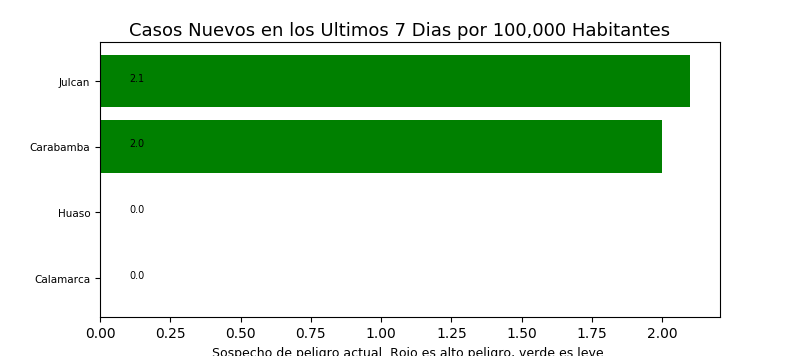 Casos Nuevos en los Ultimos 7 Dias por 100,000 Habitantes
Julcan 2.1
Carabamba 2.0
Huaso 0.0
Calamarca 0.0
0.00 0.25 0.50 0.75 1.00 1.25 1.50 1.75 2.00
Sospecho de peligro actual. Rojo es alto peligro, verde es leve